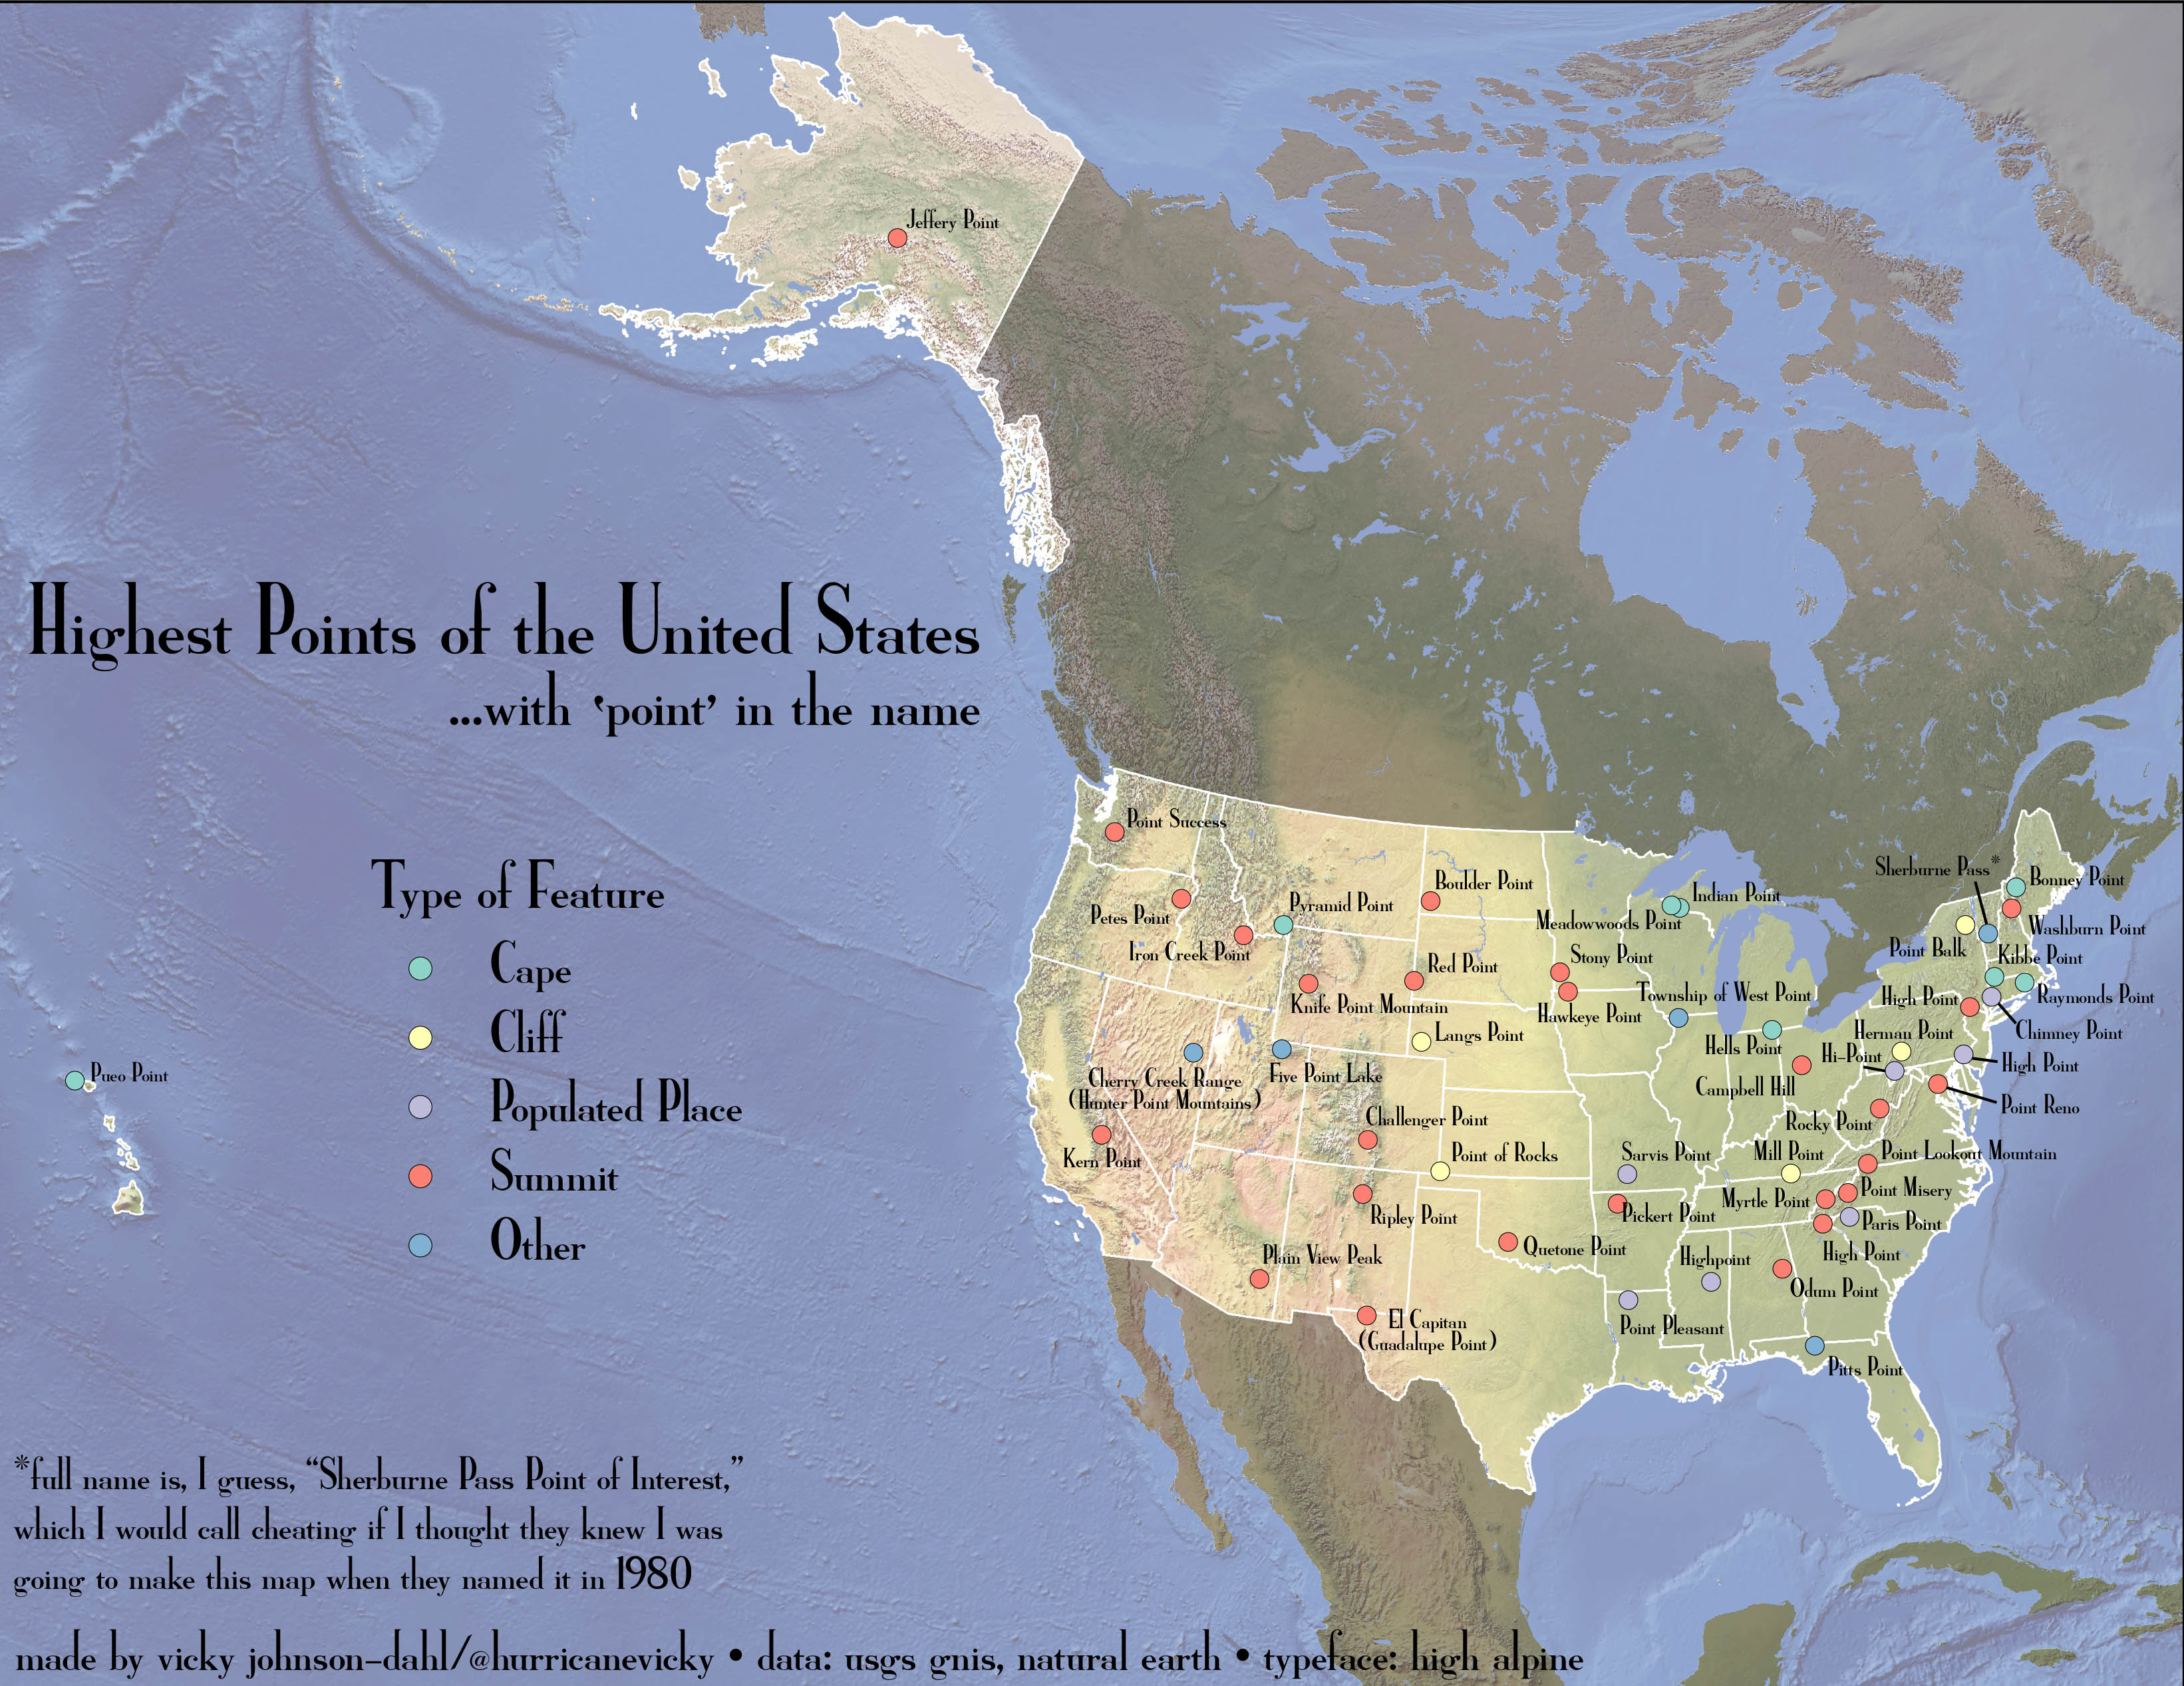 Highest Points of the United States
...with 'point' in the name
Type of Feature
Cape
Cliff
Populated Place
Summit
Other
Jeffery Point
Pueo Point
Point Success
Petes Point
Iron Creek Point
Pyramid Point
Boulder Point
Knife Point Mountain
Red Point
Langs Point
Cherry Creek Range
(Hunter Point Mountains)
Five Point Lake
Kern Point
Challenger Point
Point of Rocks
Ripley Point
Plain View Peak
El Capitan
(Guadalupe Point)
Quetone Point
Indian Point
Meadowwoods Point
Stony Point
Hawkeye Point
Township of West Point
Hells Point
Campbell Hill
Hi-Point
Herman Point
Sarvis Point
Pickert Point
Mill Point
Myrtle Point
Highpoint
Point Pleasant
Odum Point
Pitts Point
High Point
Paris Point
Point Misery
Point Lookout Mountain
Rocky Point
Point Reno
High Point
Chimney Point
High Point
Raymonds Point
Kibbe Point
Point Balk
Washburn Point
Bonney Point
Sherburne Pass*
*full name is, I guess, “Sherburne Pass Point of Interest,”
which I would call cheating if I thought they knew I was
going to make this map when they named it in 1980
made by vicky johnson-dahl/@hurricanevicky • data: usgs gnis, natural earth • typeface: high alpine